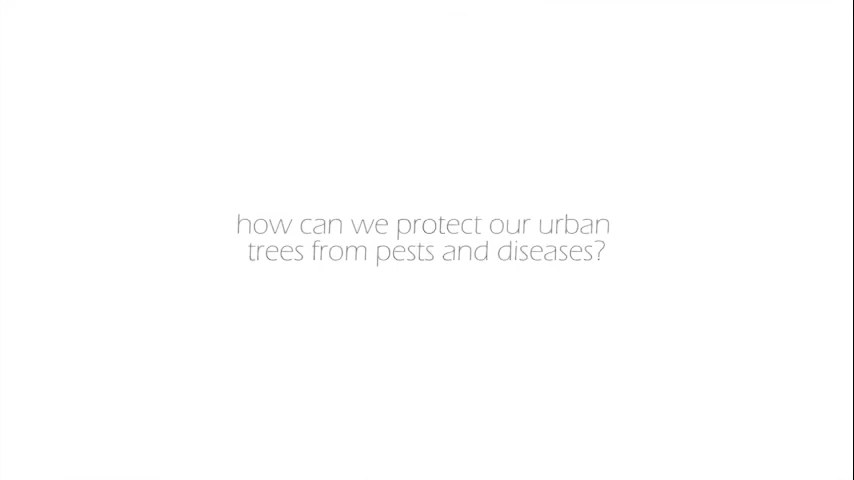 how can we protect our urban
trees from pests and diseases?